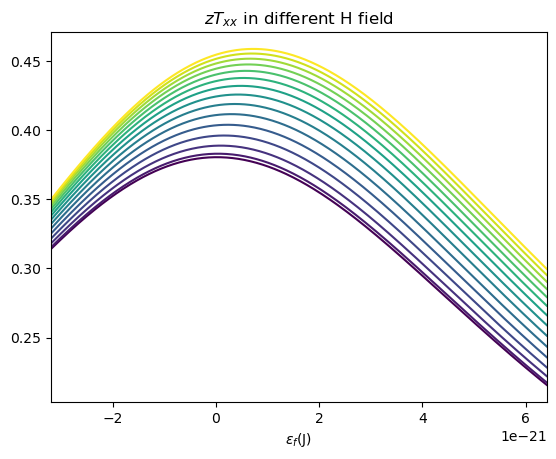 zT_{xx} in different H field
0.45
0.40
0.35
0.30
0.25
−2 0 2 4 6
1e−21
ε_f(J)